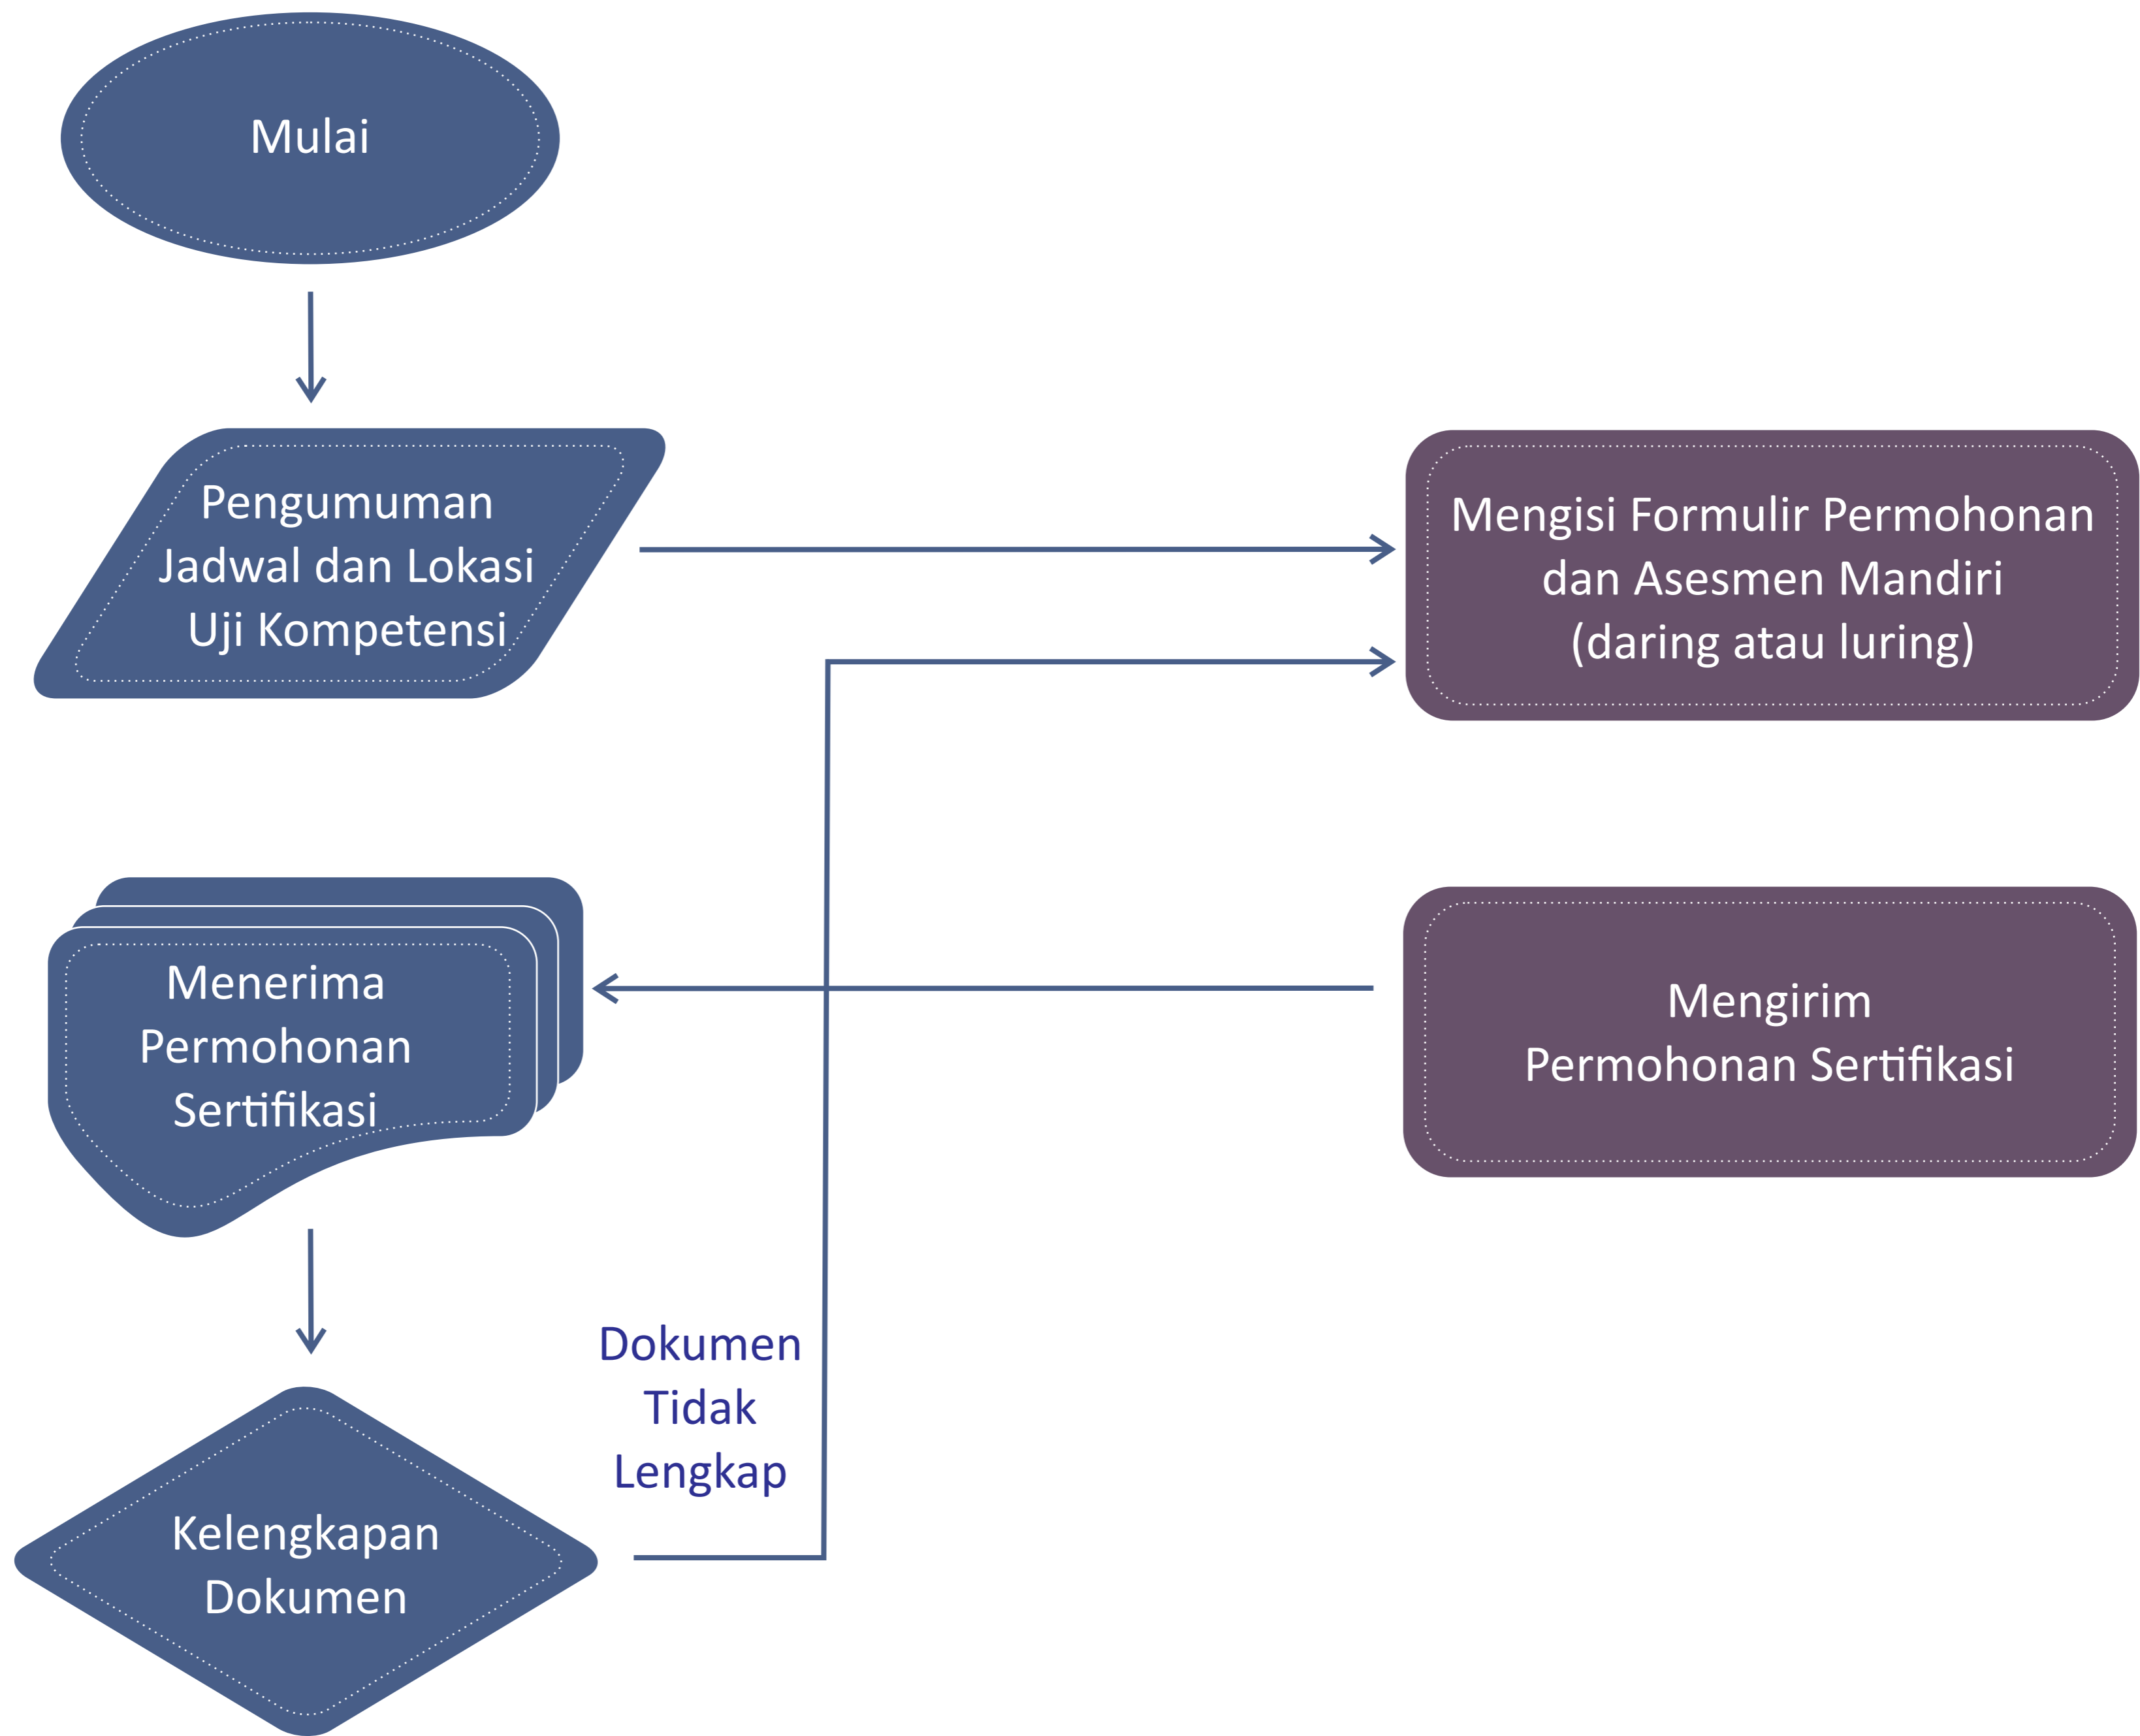 Mulai
Pengumuman
Jadwal dan Lokasi
Uji Kompetensi
Mengisi Formulir Permohonan
dan Asesmen Mandiri
(daring atau luring)
Menerima
Permohonan
Sertifikasi
Mengirim
Permohonan Sertifikasi
Dokumen
Tidak
Lengkap
Kelengkapan
Dokumen